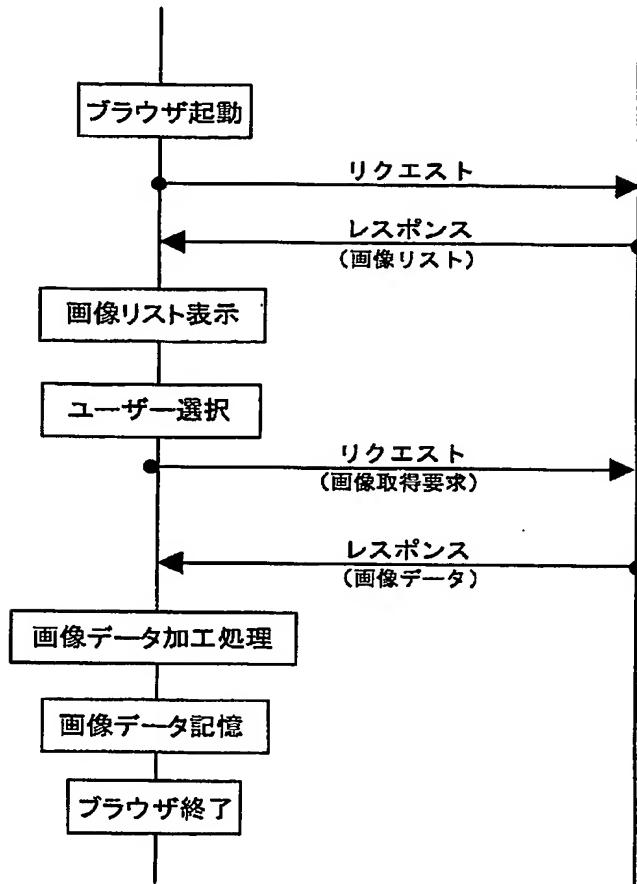 ブラウザ起動
リクエスト
レスポンス
（画像リスト）
画像リスト表示
ユーザー選択
リクエスト
（画像取得要求）
レスポンス
（画像データ）
画像データ加工処理
画像データ記憶
ブラウザ終了